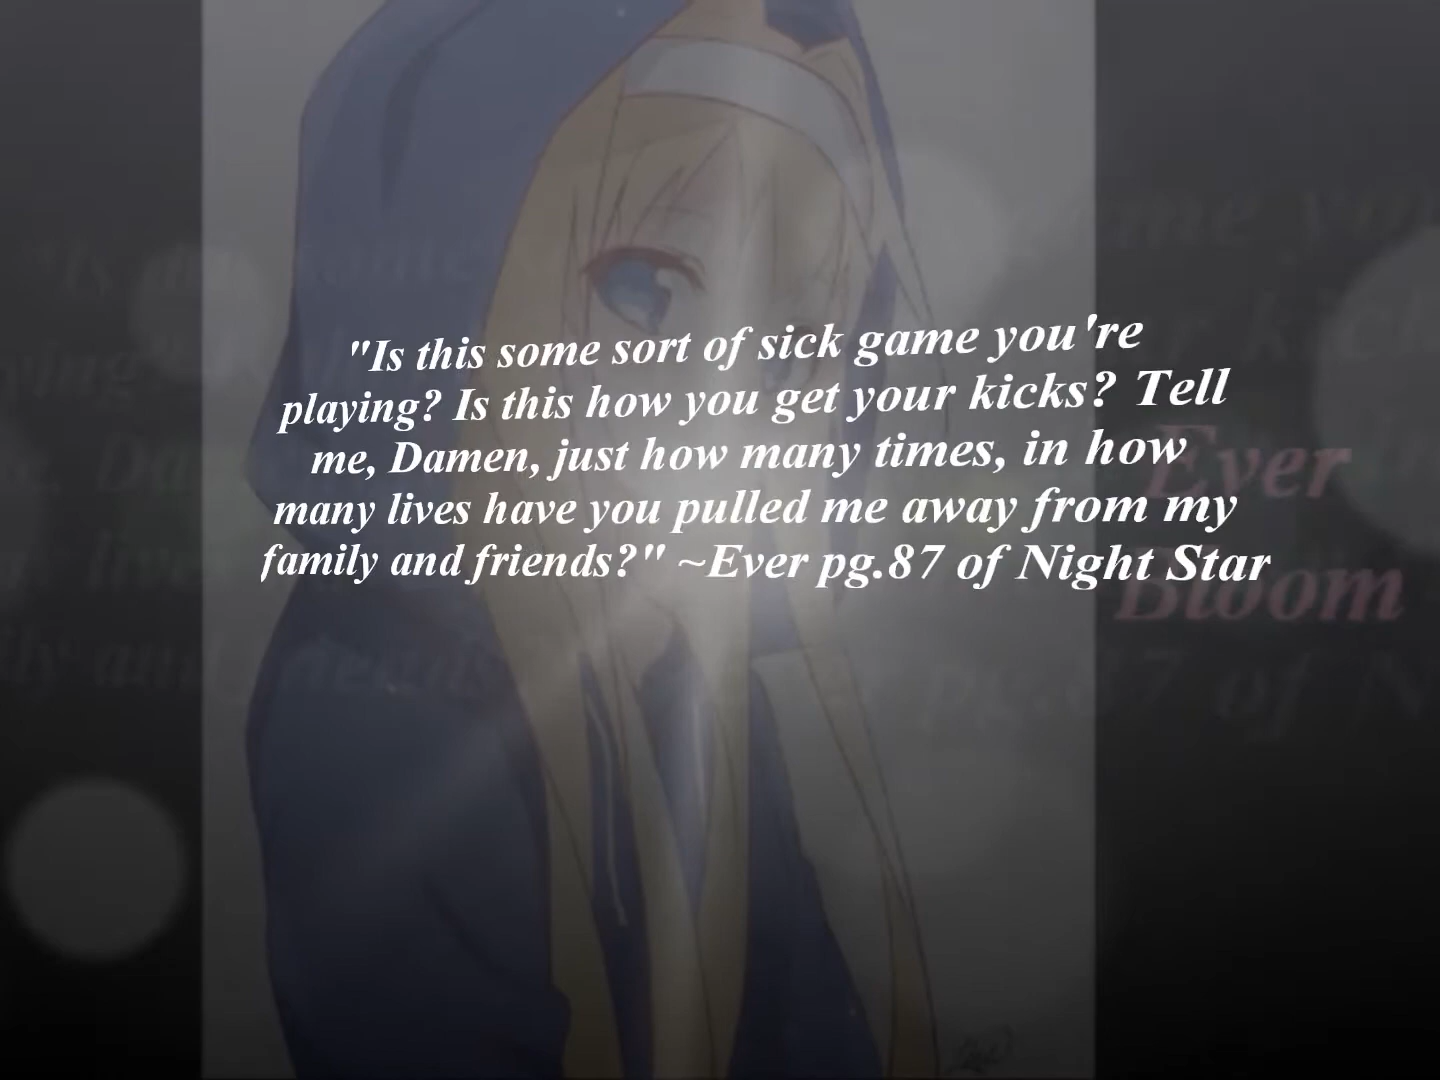 "Is this some sort of sick game you're
playing? Is this how you get your kicks? Tell
me, Damen, just how many times, in how
many lives have you pulled me away from my
family and friends?" ~Ever pg.87 of Night Star
Ever
Bloom